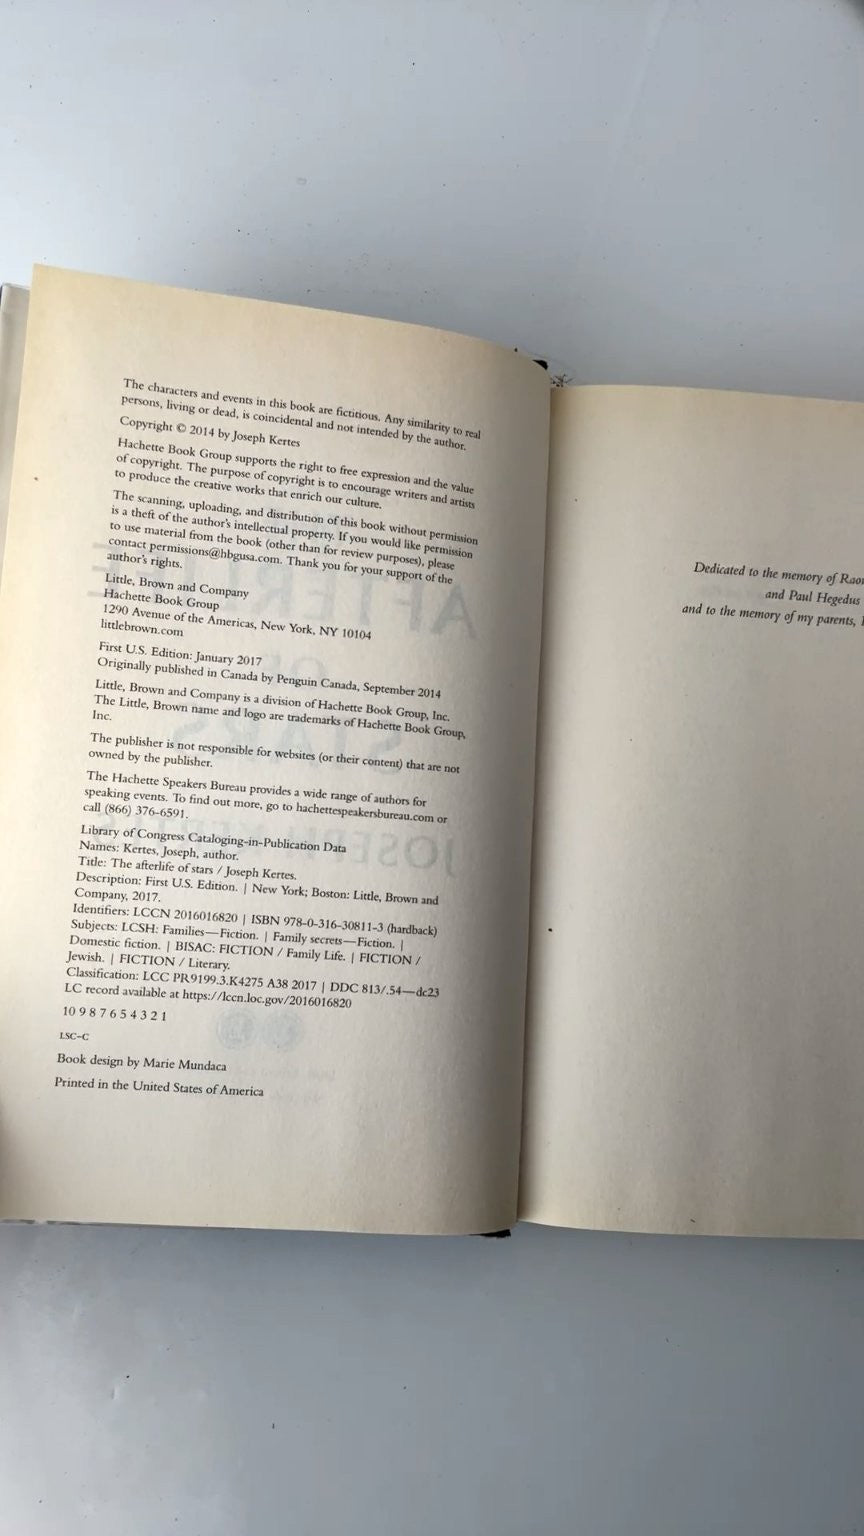 The characters and events in this book are fictitious. Any similarity to real
persons, living or dead, is coincidental and not intended by the author.
Copyright © 2014 by Joseph Kertes
Hachette Book Group supports the right to free expression and the value
of copyright. The purpose of copyright is to encourage writers and artists
to produce the creative works that enrich our culture.
The scanning, uploading, and distribution of this book without permission
is a theft of the author's intellectual property. If you would like permission
to use material from the book (other than for review purposes), please
contact permissions@hbgusa.com. Thank you for your support of the
author's rights.
Little, Brown and Company
Hachette Book Group
1290 Avenue of the Americas, New York, NY 10104
littlebrown.com
First U.S. Edition: January 2017
Originally published in Canada by Penguin Canada, September 2014
Little, Brown and Company is a division of Hachette Book Group, Inc.
The Little, Brown name and logo are trademarks of Hachette Book Group,
Inc.
The publisher is not responsible for websites (or their content) that are not
owned by the publisher.
The Hachette Speakers Bureau provides a wide range of authors for
speaking events. To find out more, go to hachettespeakersbureau.com or
call (866) 376-6591.
Library of Congress Cataloging-in-Publication Data
Names: Kertes, Joseph, author.
Title: The afterlife of stars / Joseph Kertes.
Description: First U.S. Edition. | New York; Boston: Little, Brown and
Company, 2017.
Identifiers: LCCN 2016016820 | ISBN 978-0-316-30811-3 (hardback)
Subjects: LCSH: Families—Fiction. | Family secrets—Fiction. |
Domestic fiction. | BISAC: FICTION / Family Life. | FICTION /
Jewish. | FICTION / Literary.
Classification: LCC PR9199.3.K4275 A38 2017 | DDC 813/.54—dc23
LC record available at https://lccn.loc.gov/2016016820
10 9 8 7 6 5 4 3 2 1
LSC-C
Book design by Marie Mundaca
Printed in the United States of America
Dedicated to the memory of
and Paul Hegedus
and to the memory of my parents,